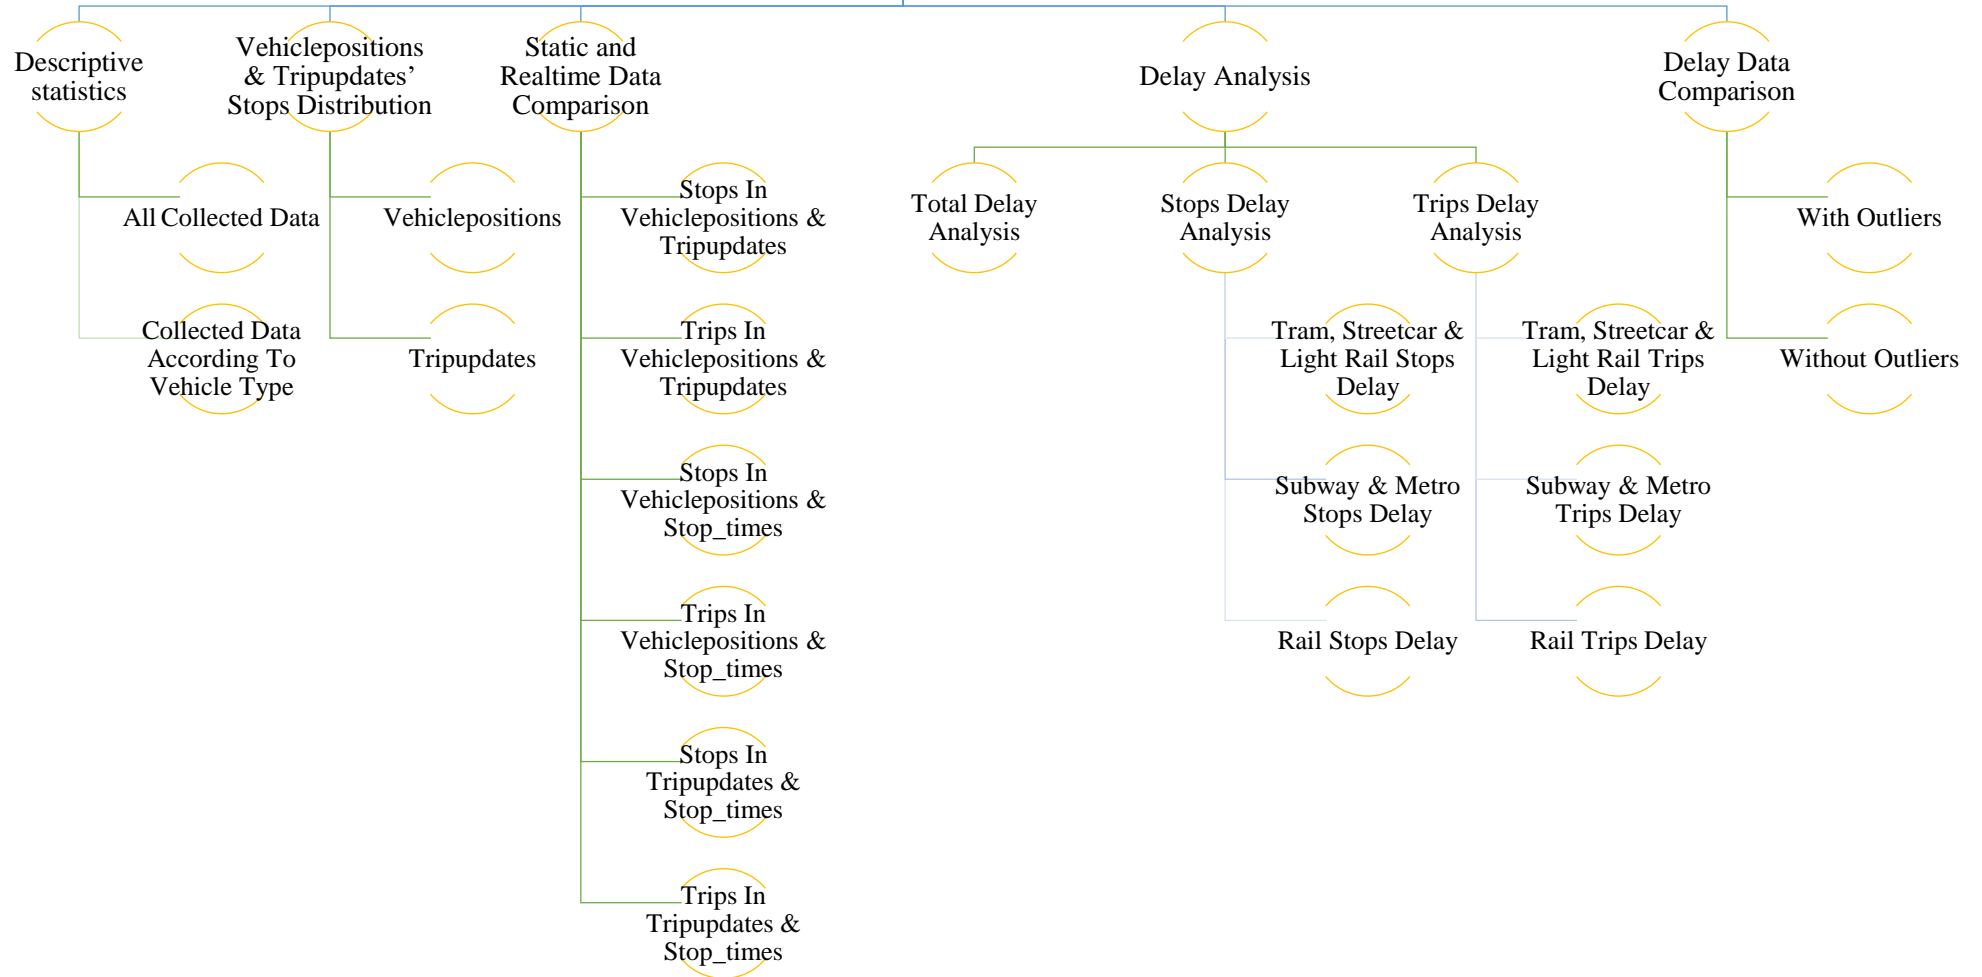 Descriptive
statistics
Vehiclepositions
& Tripupdates’
Stops Distribution
Static and
Realtime Data
Comparison
Delay Analysis
Delay Data
Comparison
All Collected Data
Collected Data
According To
Vehicle Type
Vehiclepositions
Tripupdates
Stops In
Vehiclepositions &
Tripupdates
Trips In
Vehiclepositions &
Tripupdates
Stops In
Vehiclepositions &
Stop_times
Trips In
Vehiclepositions &
Stop_times
Stops In
Tripupdates &
Stop_times
Trips In
Tripupdates &
Stop_times
Total Delay
Analysis
Stops Delay
Analysis
Tram, Streetcar &
Light Rail Stops
Delay
Subway & Metro
Stops Delay
Rail Stops Delay
Trips Delay
Analysis
Tram, Streetcar &
Light Rail Trips
Delay
Subway & Metro
Trips Delay
Rail Trips Delay
With Outliers
Without Outliers